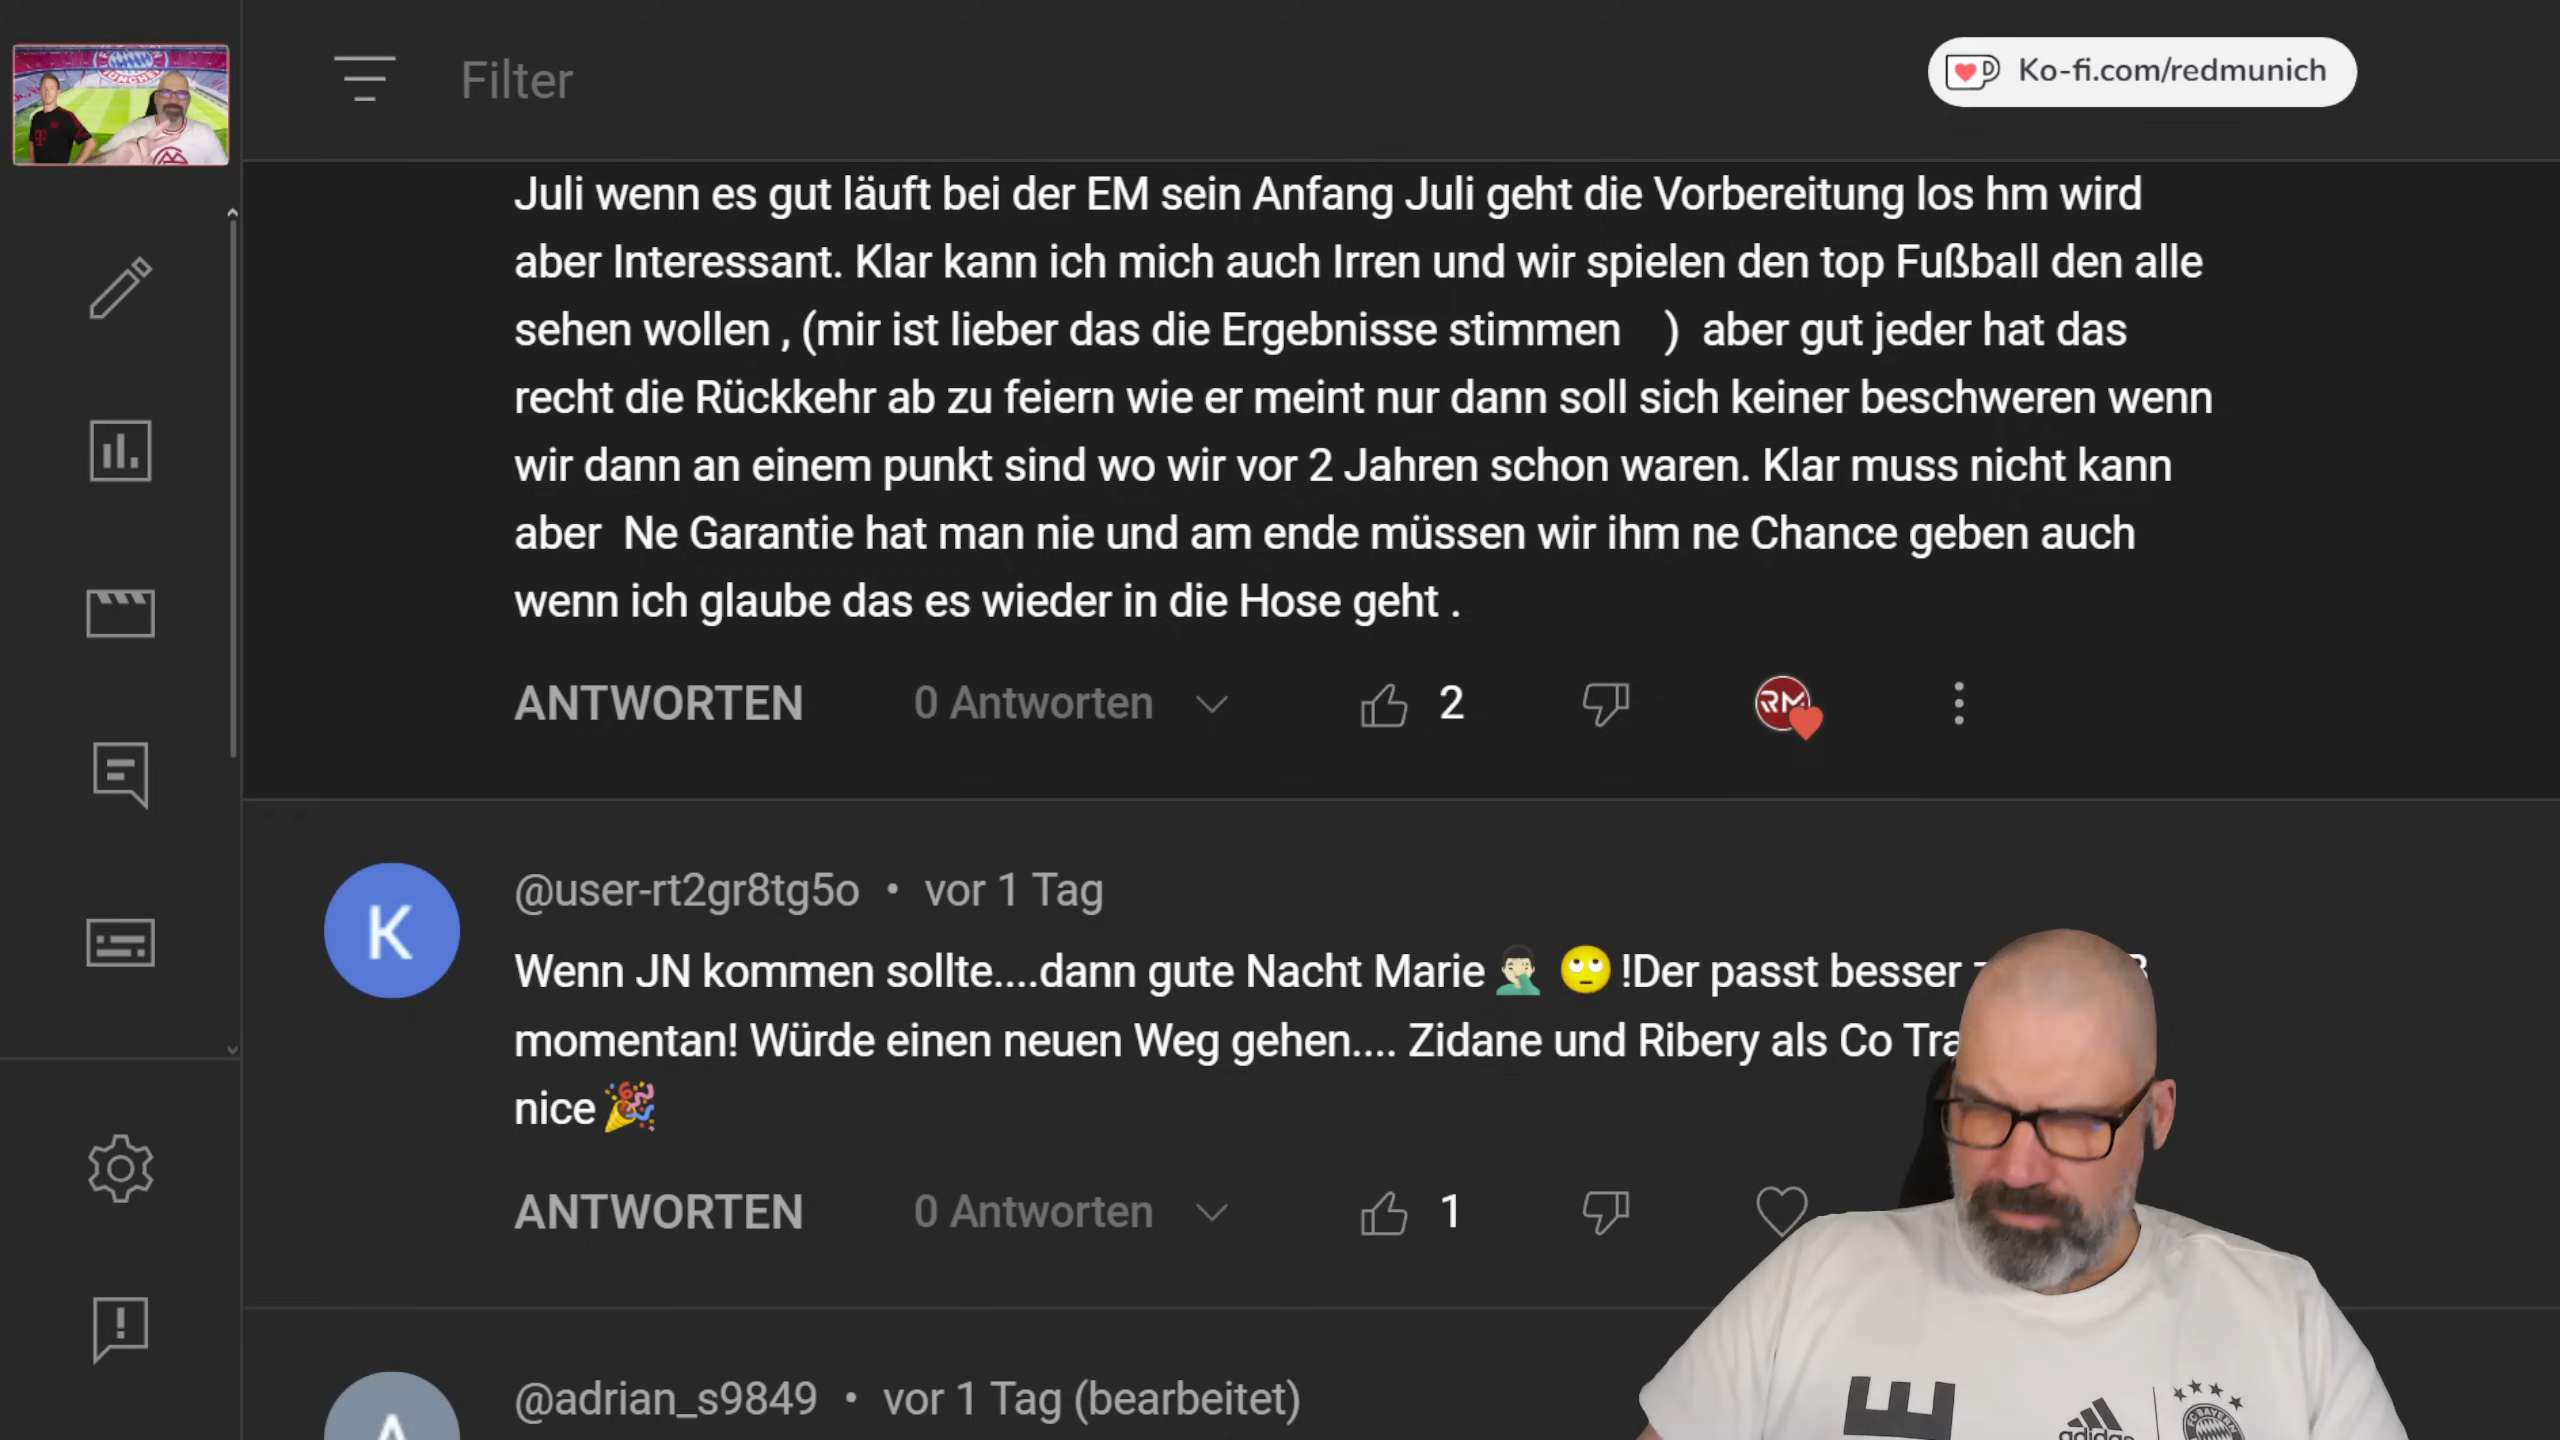 Filter
Ko-fi.com/redmunich
Juli wenn es gut läuft bei der EM sein Anfang Juli geht die Vorbereitung los hm wird
aber Interessant. Klar kann ich mich auch Irren und wir spielen den top Fußball den alle
sehen wollen , (mir ist lieber das die Ergebnisse stimmen ) aber gut jeder hat das
recht die Rückkehr ab zu feiern wie er meint nur dann soll sich keiner beschweren wenn
wir dann an einem punkt sind wo wir vor 2 Jahren schon waren. Klar muss nicht kann
aber Ne Garantie hat man nie und am ende müssen wir ihm ne Chance geben auch
wenn ich glaube das es wieder in die Hose geht .
ANTWORTEN 0 Antworten 2
RM
K
@user-rt2gr8tg5o • vor 1 Tag
Wenn JN kommen sollte....dann gute Nacht Marie🤦🏻‍♂️ 🙄 !Der passt besser
momentan! Würde einen neuen Weg gehen.... Zidane und Ribery als Co
nice🎉
ANTWORTEN 0 Antworten 1
@adrian_s9849 • vor 1 Tag (bearbeitet)
A
E
adidas
FC BAYERN